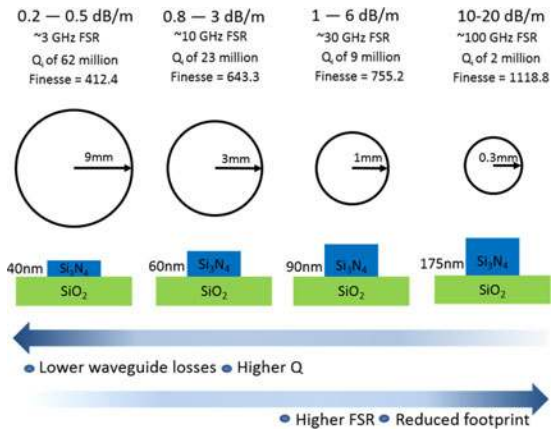 0.2 — 0.5 dB/m
~3 GHz FSR
Qi of 62 million
Finesse = 412.4
0.8 — 3 dB/m
~10 GHz FSR
Qi of 23 million
Finesse = 643.3
1 — 6 dB/m
~30 GHz FSR
Qi of 9 million
Finesse = 755.2
10-20 dB/m
~100 GHz FSR
Qi of 2 million
Finesse = 1118.8
9mm
3mm
1mm
0.3mm
40nm
Si3N4
SiO2
60nm
Si3N4
SiO2
90nm
Si3N4
SiO2
175nm
Si3N4
SiO2
Lower waveguide losses
Higher Q
Higher FSR
Reduced footprint